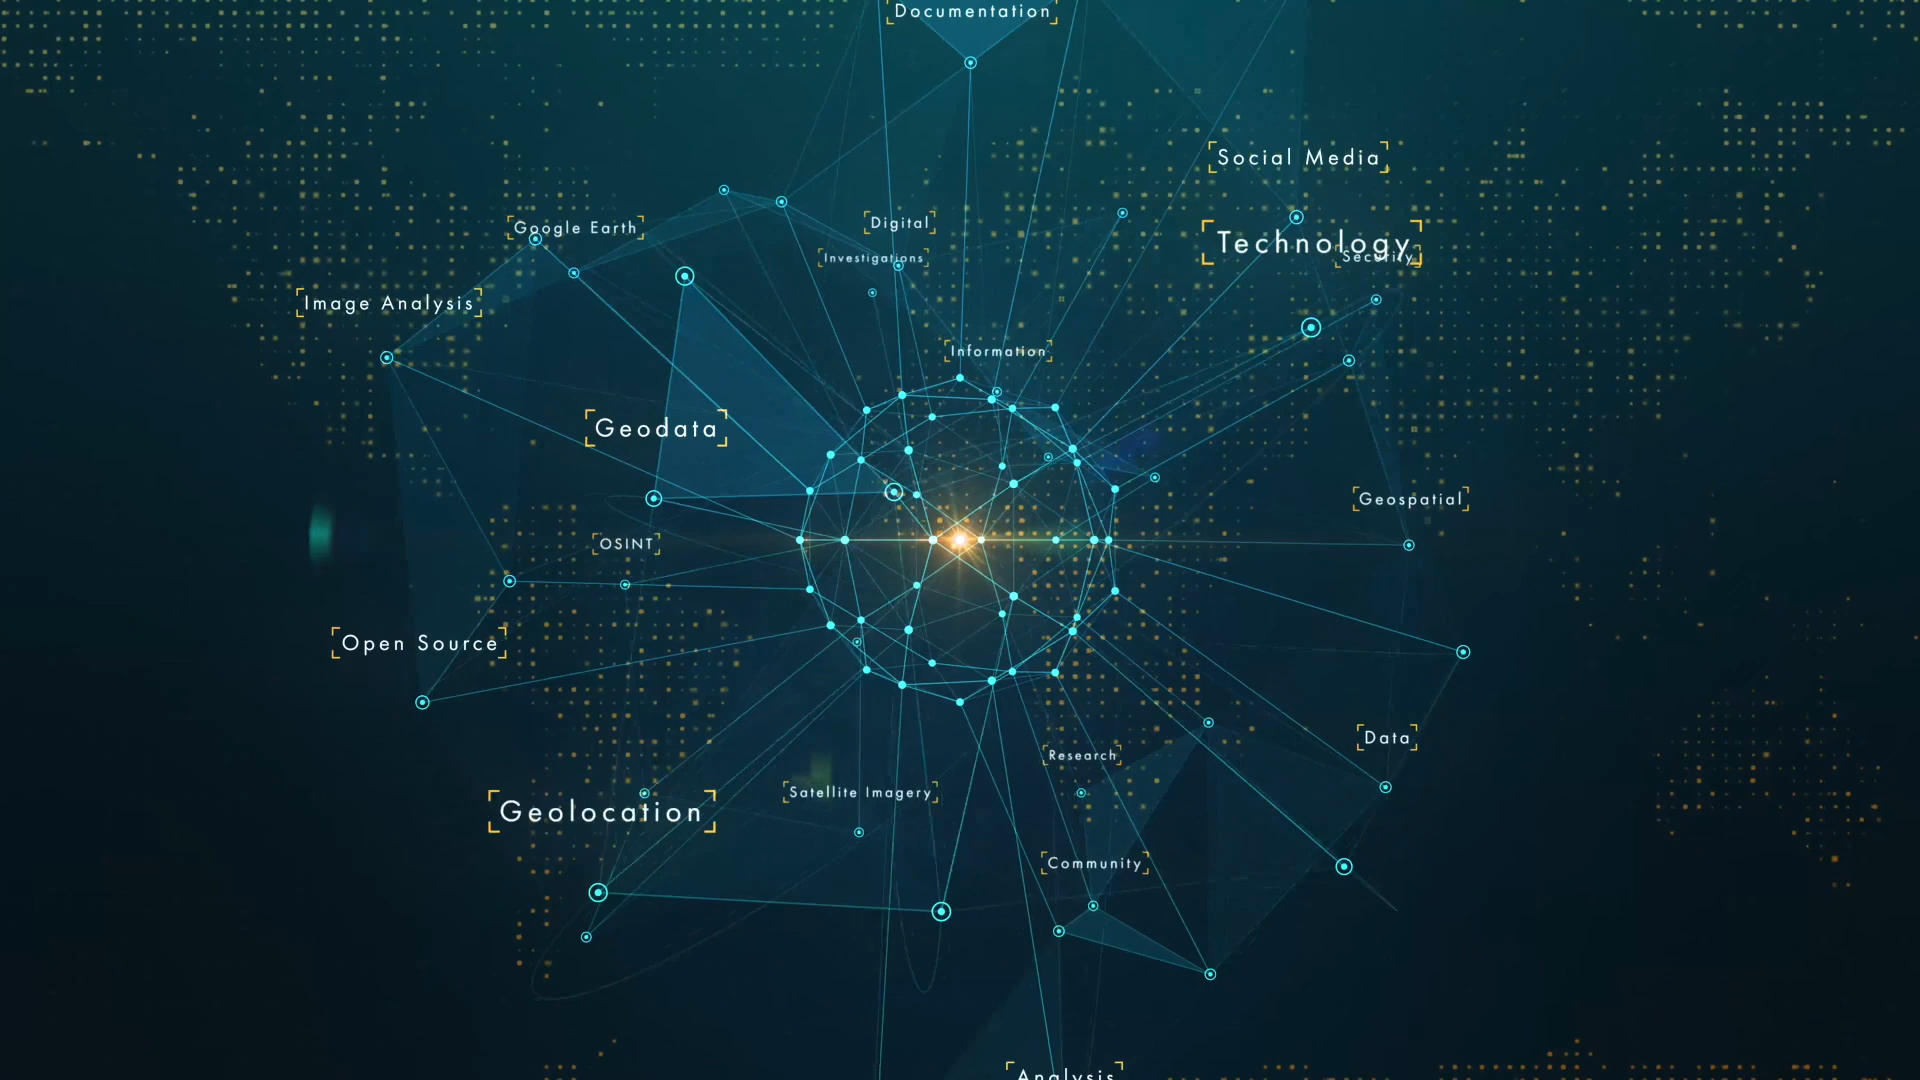 Documentation
Social Media
Digital
Google Earth
Technology
Security
Investigations
Image Analysis
Information
Geodata
Geospatial
OSINT
Open Source
Data
Research
Satellite Imagery
Geolocation
Community
Analysis